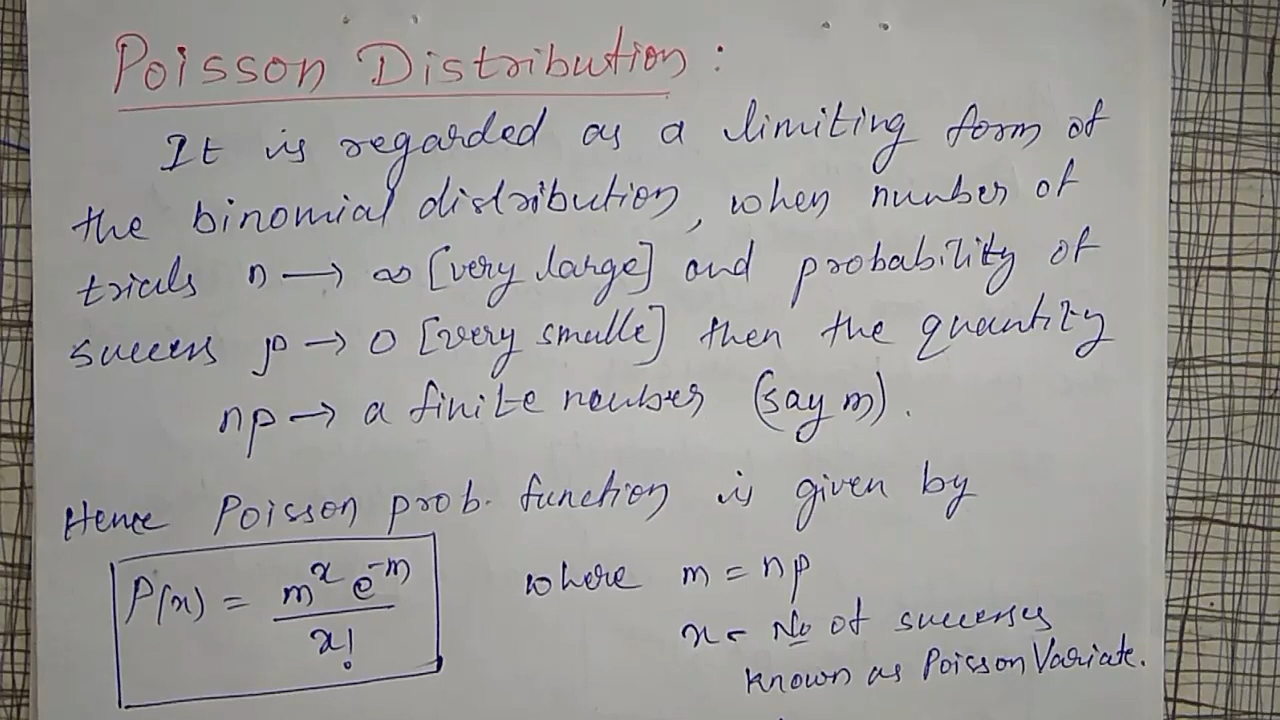 Poisson Distribution :
It is regarded as a limiting form of
the binomial distribution, when number of
trials n → ∞ [very large] and probability of
success p → 0 [very smalle] then the quantity
np → a finite number (say m).
Hence Poisson prob. function is given by
P(x) = m^x e^-m / x! where m = np
x = No of successes
known as Poisson Variate.